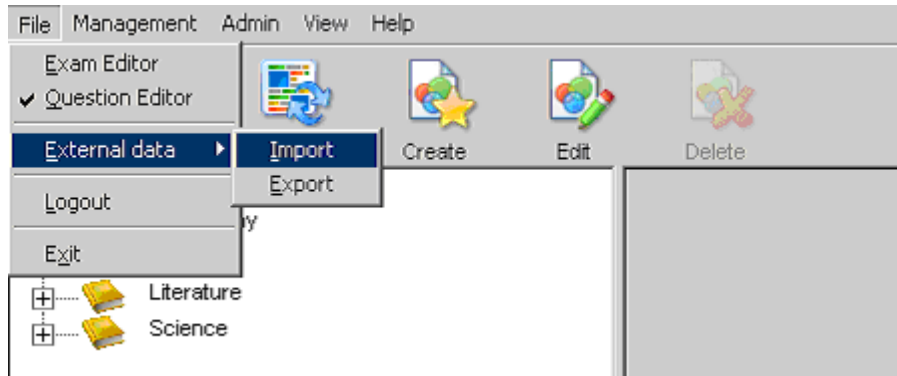 File Management Admin View Help
Exam Editor
Question Editor
External data
Import
Export
Logout
Exit
Create
Edit
Delete
Literature
Science